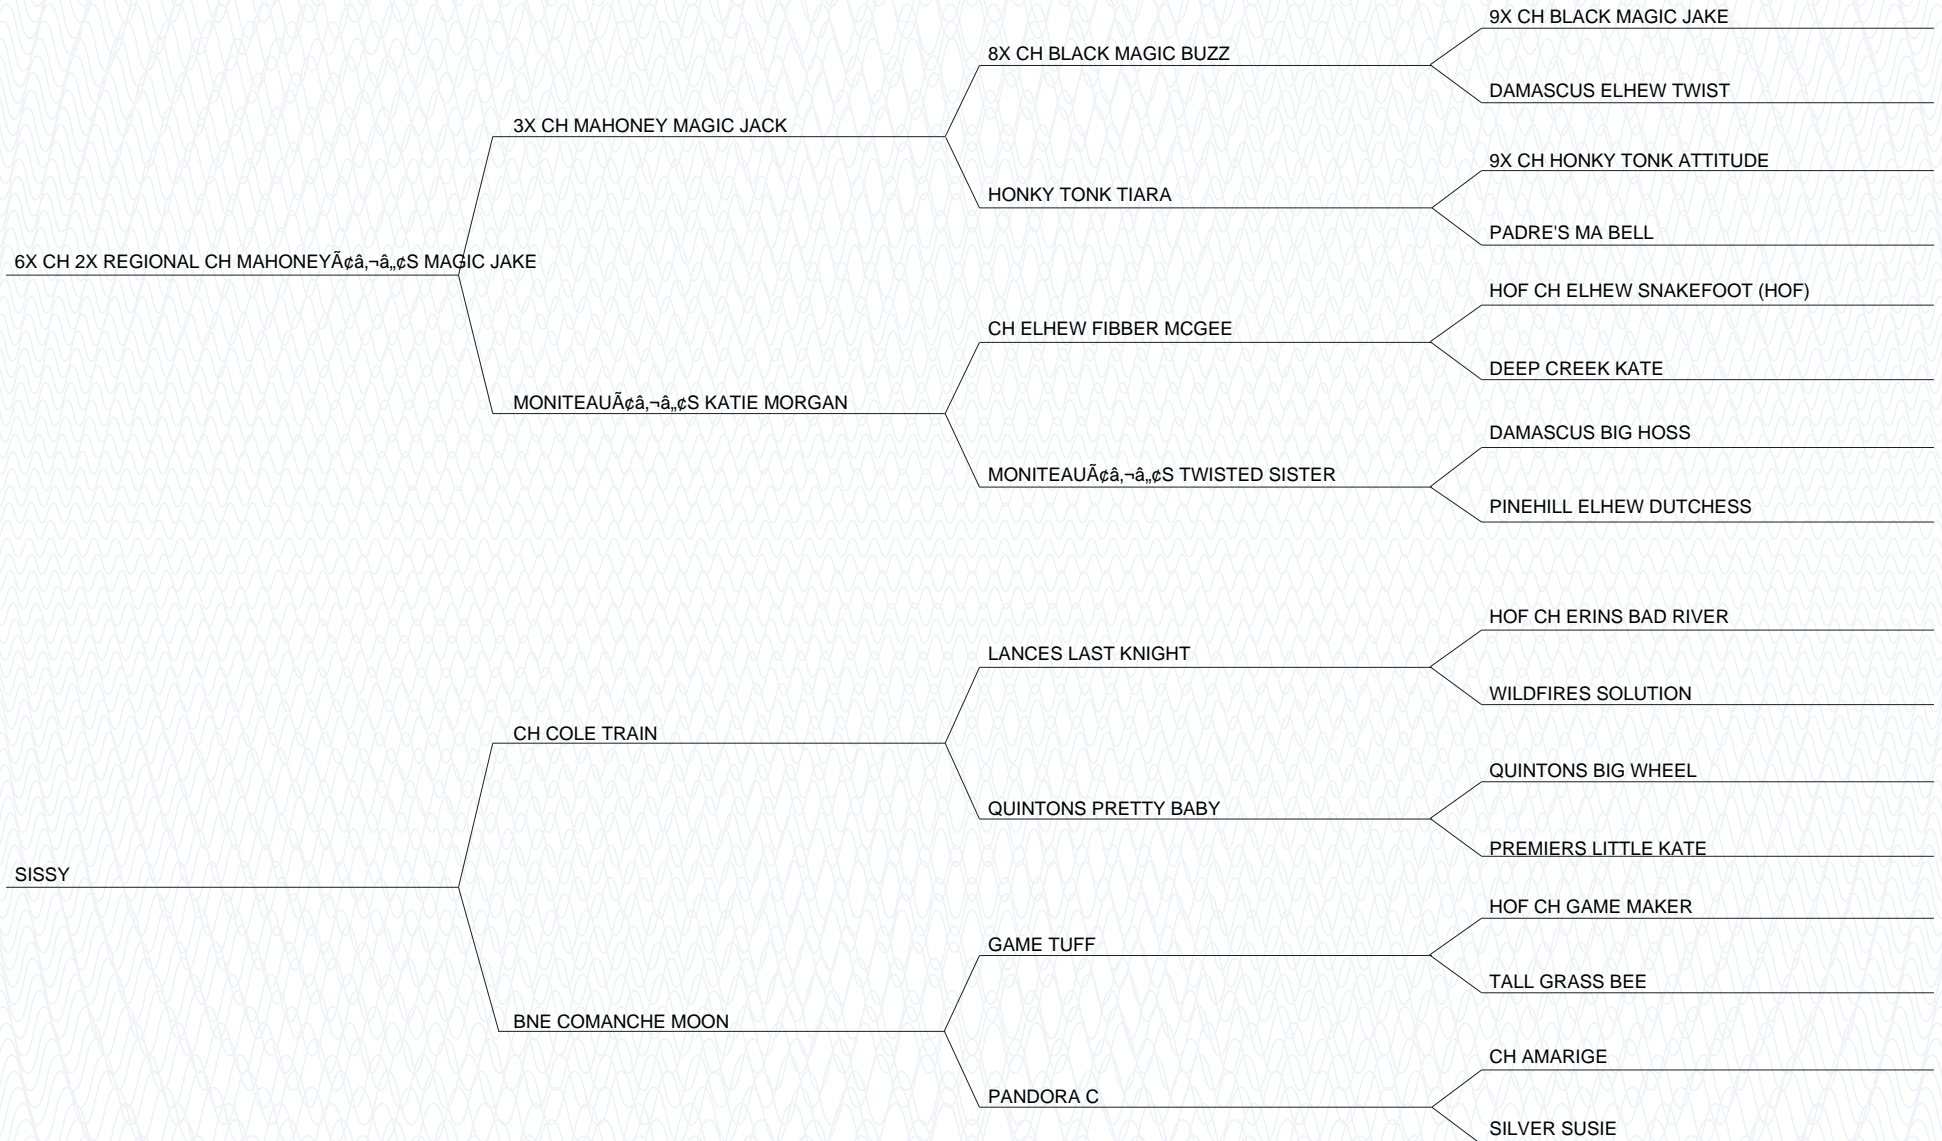 9X CH BLACK MAGIC JAKE
8X CH BLACK MAGIC BUZZ
DAMASCUS ELHEW TWIST
3X CH MAHONEY MAGIC JACK
9X CH HONKY TONK ATTITUDE
HONKY TONK TIARA
PADRE'S MA BELL
6X CH 2X REGIONAL CH MAHONEYÃ¢â‚¬â„¢S MAGIC JAKE
HOF CH ELHEW SNAKEFOOT (HOF)
CH ELHEW FIBBER MCGEE
DEEP CREEK KATE
MONITEAUÃ¢â‚¬â„¢S KATIE MORGAN
DAMASCUS BIG HOSS
MONITEAUÃ¢â‚¬â„¢S TWISTED SISTER
PINEHILL ELHEW DUTCHESS
HOF CH ERINS BAD RIVER
LANCES LAST KNIGHT
WILDFIRES SOLUTION
CH COLE TRAIN
QUINTONS BIG WHEEL
QUINTONS PRETTY BABY
PREMIERS LITTLE KATE
SISSY
HOF CH GAME MAKER
GAME TUFF
TALL GRASS BEE
BNE COMANCHE MOON
CH AMARIGE
PANDORA C
SILVER SUSIE